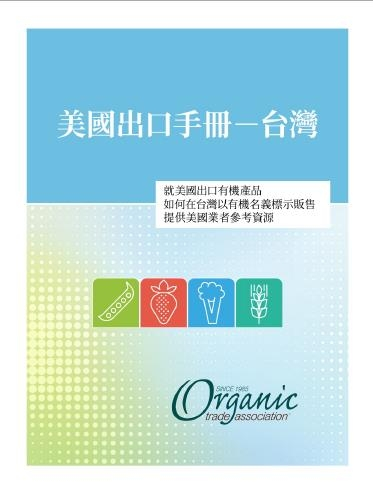 美國出口手冊－台灣
就美國出口有機產品
如何在台灣以有機名義標示販售
提供美國業者參考資源
SINCE 1985
Organic
trade association